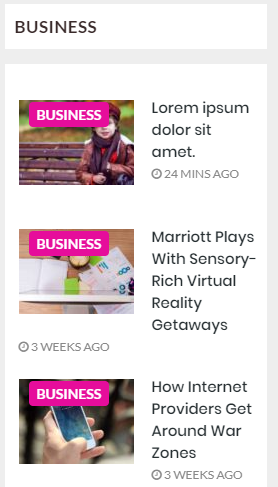 BUSINESS
BUSINESS
Lorem ipsum
dolor sit
amet.
24 MINS AGO
BUSINESS
Marriott Plays
With Sensory-
Rich Virtual
Reality
Getaways
3 WEEKS AGO
BUSINESS
How Internet
Providers Get
Around War
Zones
3 WEEKS AGO